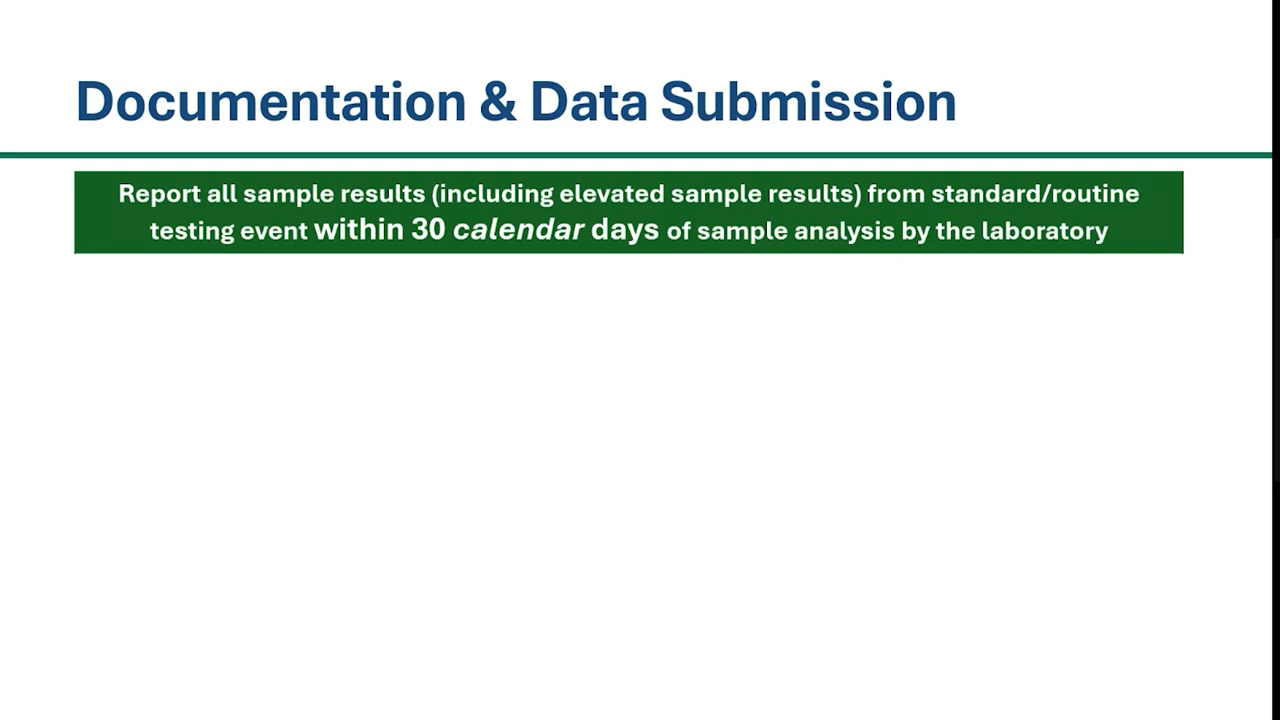 Documentation & Data Submission
Report all sample results (including elevated sample results) from standard/routine
testing event within 30 calendar days of sample analysis by the laboratory